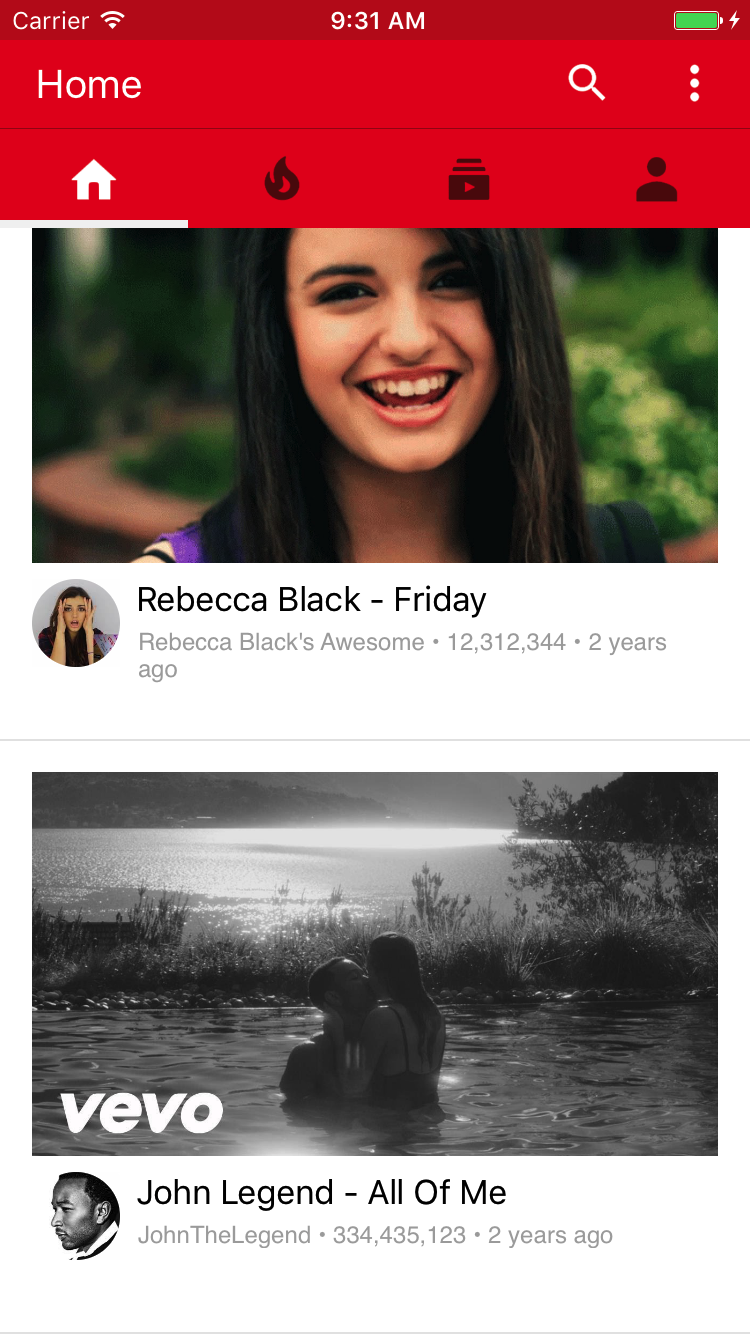 Carrier 9:31 AM
Home
Rebecca Black - Friday
Rebecca Black's Awesome • 12,312,344 • 2 years
ago
vevo
John Legend - All Of Me
JohnTheLegend • 334,435,123 • 2 years ago